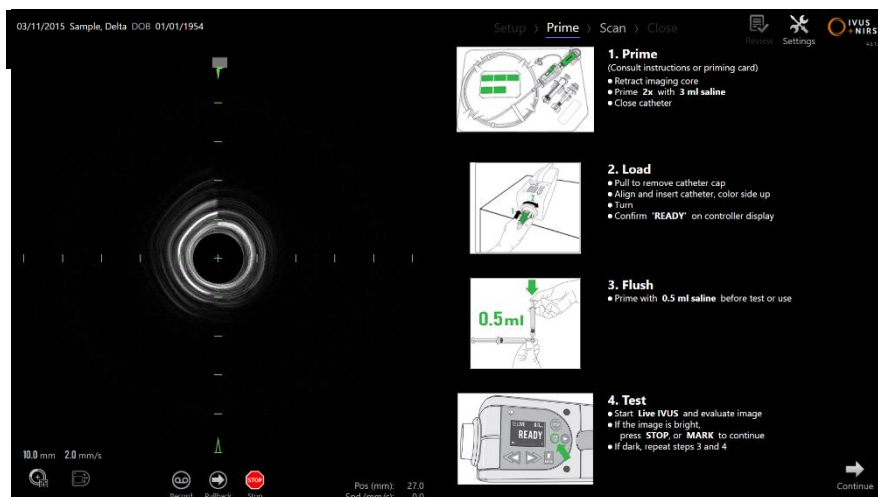 03/11/2015 Sample, Delta DOB 01/01/1954
Setup > Prime > Scan > Close
Review
Settings
IVUS
+NIRS
1. Prime
(Consult instructions or priming card)
• Retract imaging core
• Prime 2x with 3 ml saline
• Close catheter
2. Load
• Pull to remove catheter cap
• Align and insert catheter, color side up
• Turn
• Confirm 'READY' on controller display
3. Flush
• Prime with 0.5 ml saline before test or use
0.5ml
4. Test
• Start Live IVUS and evaluate image
• If the image is bright,
press STOP, or MARK to continue
• If dark, repeat steps 3 and 4
READY
10.0 mm 2.0 mm/s
STOP
Record
Pullback
Stop
Pos (mm): 27.0
Spd (mm/s): 0.0
Continue